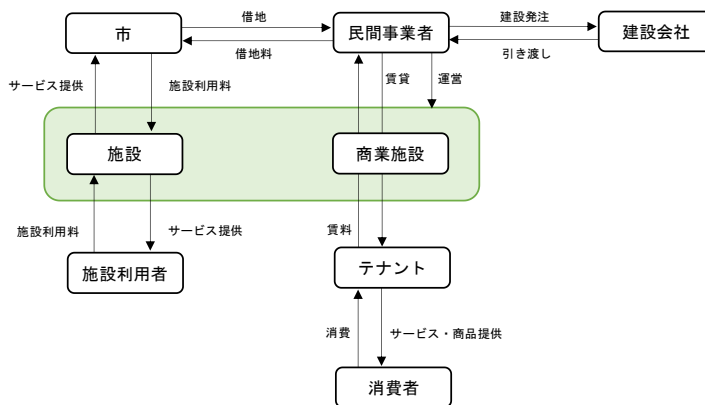 借地
市
民間事業者
建設発注
建設会社
借地料
引き渡し
サービス提供
施設利用料
賃貸
運営
施設
商業施設
施設利用料
サービス提供
賃料
施設利用者
テナント
消費
サービス・商品提供
消費者